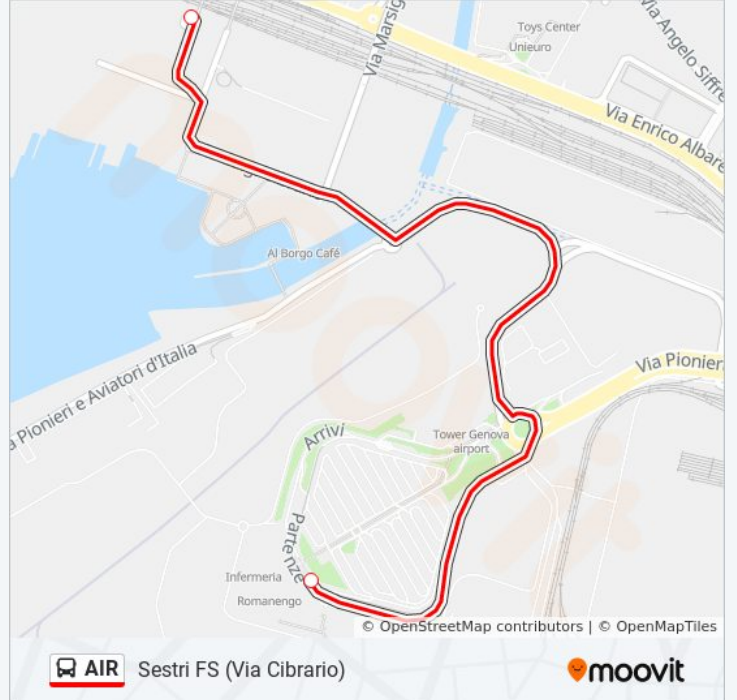 Toys Center
Unieuro
Via Marsig
Via Angelo Siffre
Via Enrico Albare
Al Borgo Café
a Pionieri e Aviatori d'Italia
Via Pionieri
Arrivi
Tower Genova
airport
Partenze
Infermeria
Romanengo
© OpenStreetMap contributors | © OpenMapTiles
AIR
Sestri FS (Via Cibrario)
moovit